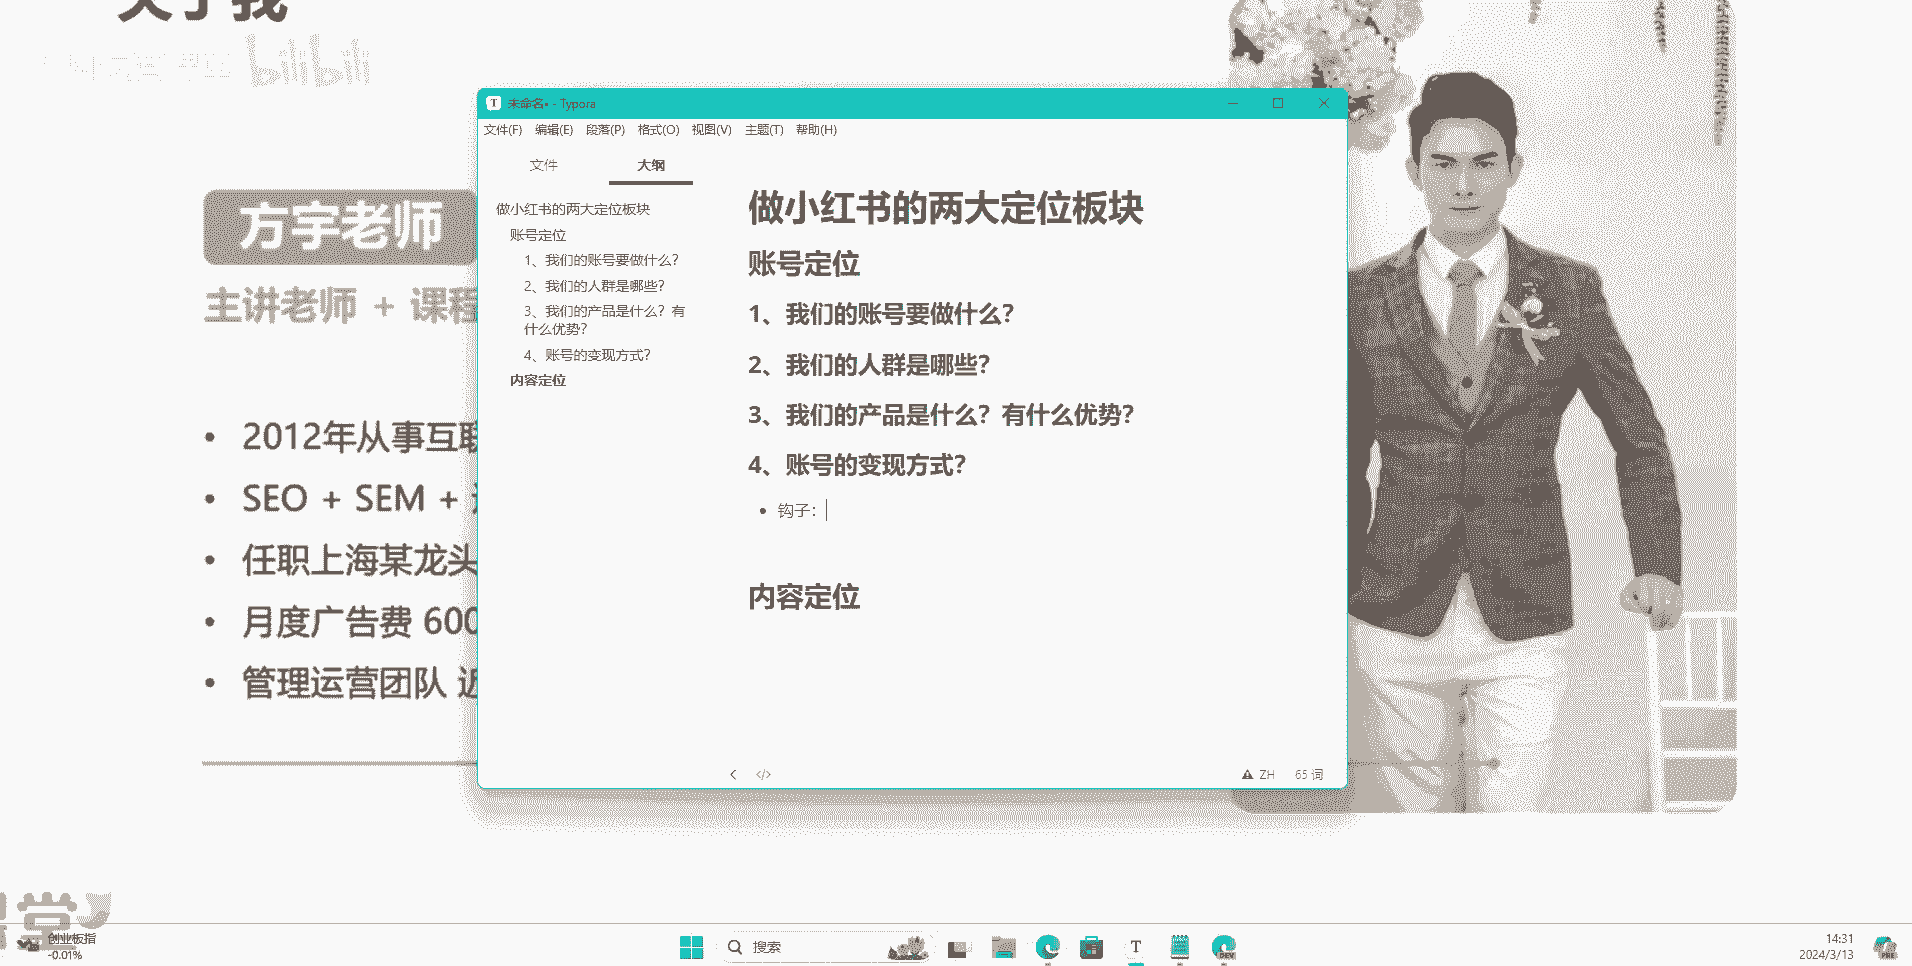 关于我
bilibili
未命名• - Typora
文件(F) 编辑(E) 段落(P) 格式(O) 视图(V) 主题(T) 帮助(H)
文件 大纲
做小红书的两大定位板块
账号定位
1、我们的账号要做什么?
2、我们的人群是哪些?
3、我们的产品是什么？有
什么优势?
4、账号的变现方式?
内容定位
做小红书的两大定位板块
账号定位
1、我们的账号要做什么?
2、我们的人群是哪些?
3、我们的产品是什么？有什么优势?
4、账号的变现方式?
• 钩子：
内容定位
ZH 65 词
方宇老师
主讲老师 + 课程
• 2012年从事互联
• SEO + SEM +
• 任职上海某龙头
• 月度广告费 600
• 管理运营团队 近
堂
创业板指
-0.01%
搜索
T
DEV
14:31
2024/3/13
PRE